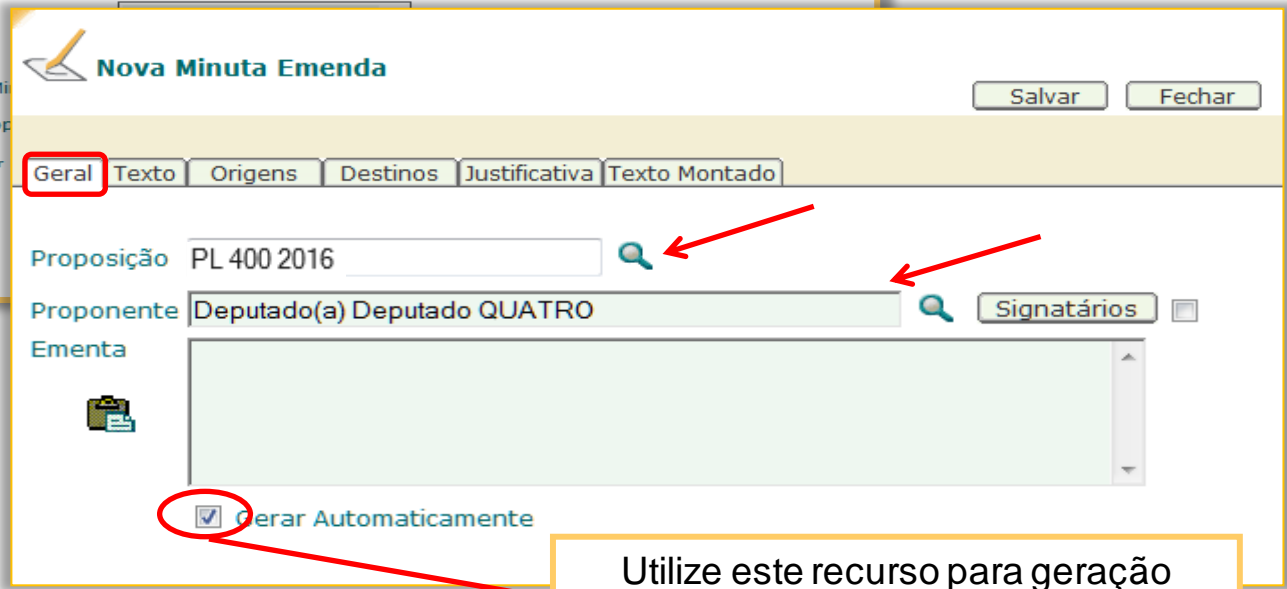 Nova Minuta Emenda
Salvar Fechar
Geral Texto Origens Destinos Justificativa Texto Montado
Proposição PL 400 2016
Proponente Deputado(a) Deputado QUATRO Signatários
Ementa
Gerar Automaticamente
Utilize este recurso para geração